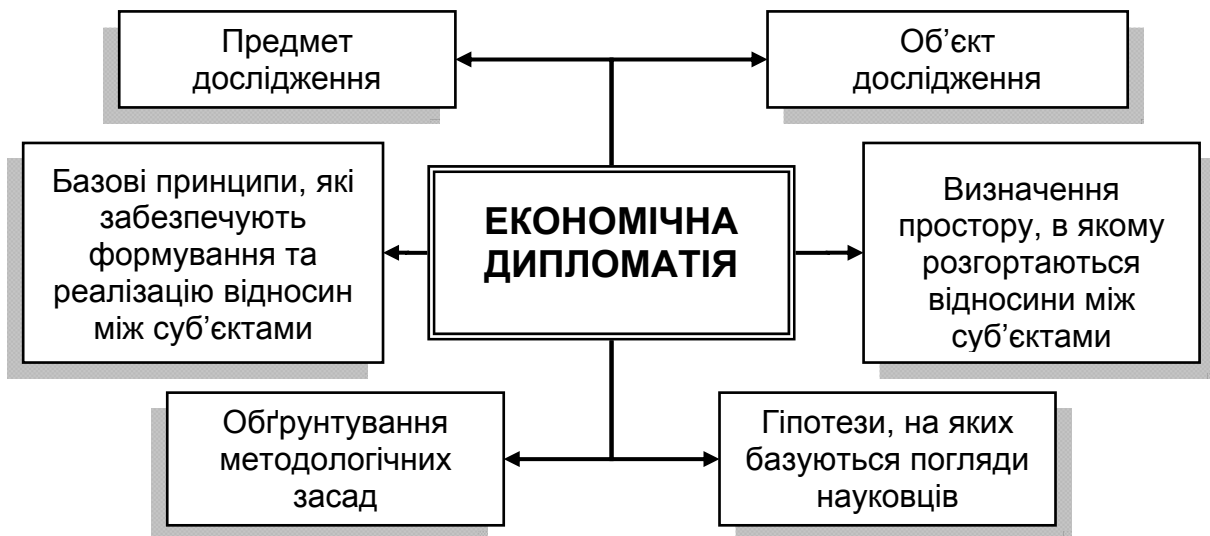 Предмет
дослідження
Об’єкт
дослідження
Базові принципи, які
забезпечують
формування та
реалізацію відносин
між суб’єктами
ЕКОНОМІЧНА
ДИПЛОМАТІЯ
Визначення
простору, в якому
розгортаються
відносини між
суб’єктами
Обґрунтування
методологічних
засад
Гіпотези, на яких
базуються погляди
науковців